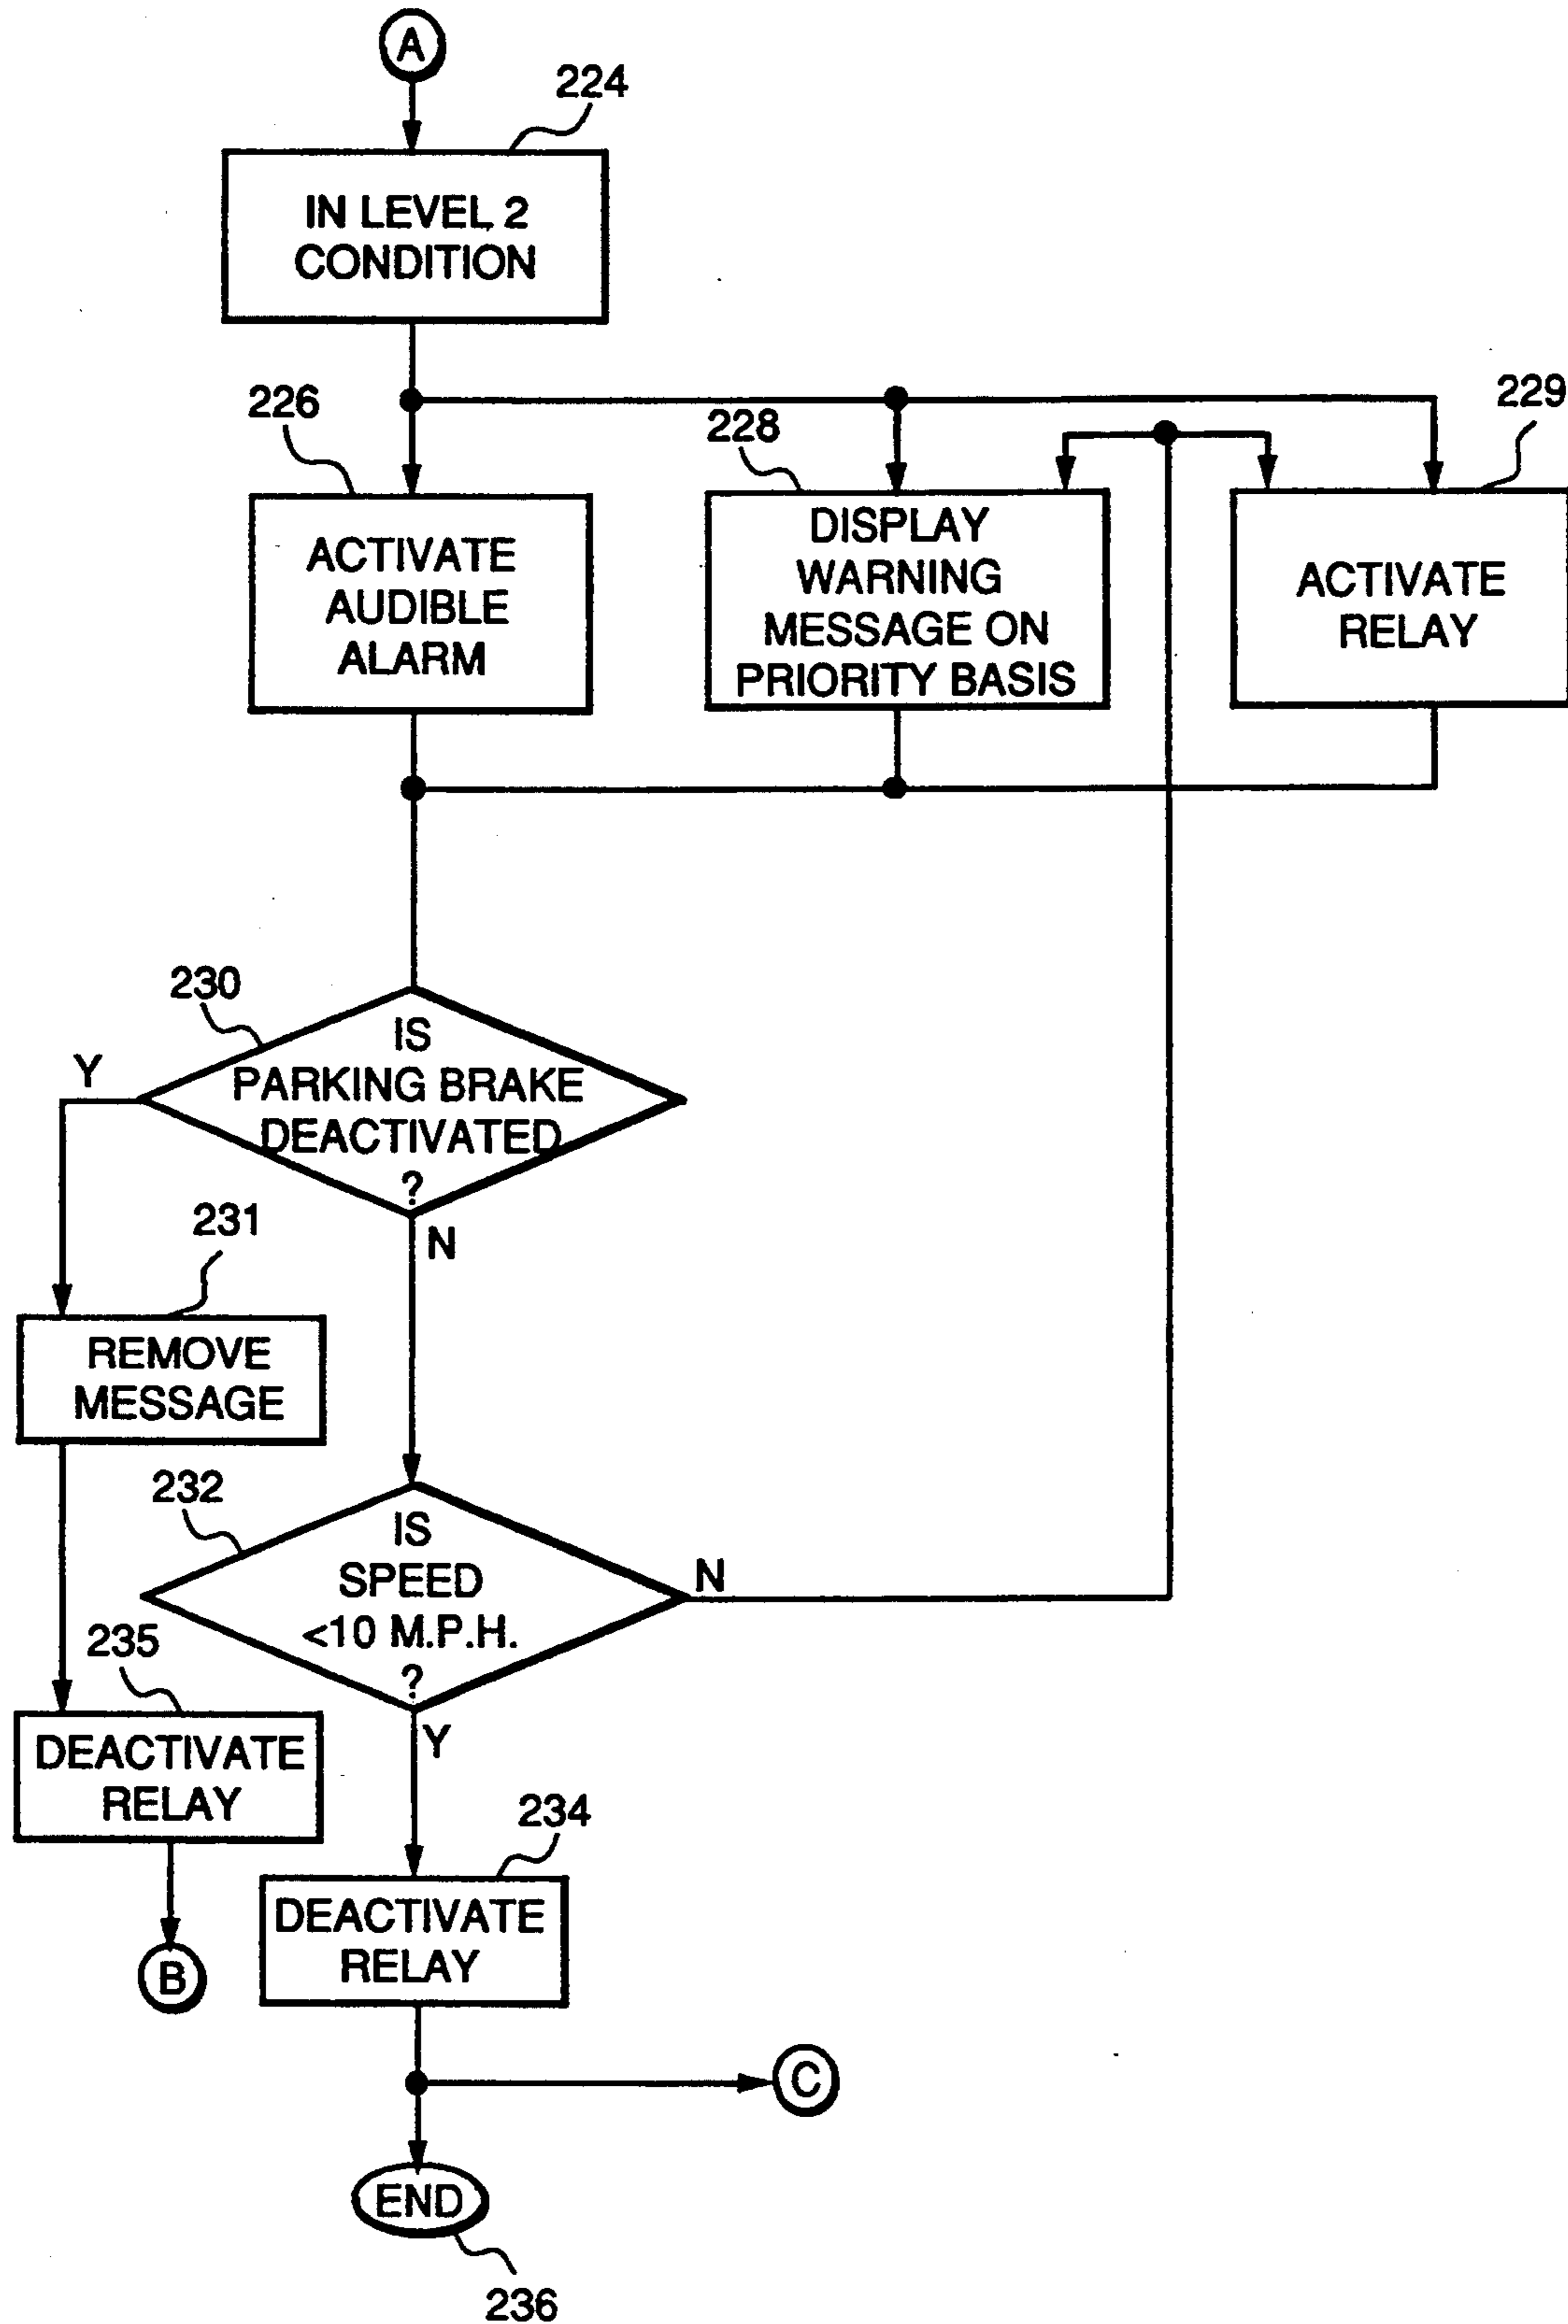 A
224
IN LEVEL 2
CONDITION
226
228
229
ACTIVATE
AUDIBLE
ALARM
DISPLAY
WARNING
MESSAGE ON
PRIORITY BASIS
ACTIVATE
RELAY
230
IS
PARKING BRAKE
DEACTIVATED
?
Y
N
231
REMOVE
MESSAGE
232
IS
SPEED
<10 M.P.H.
?
N
Y
235
DEACTIVATE
RELAY
B
234
DEACTIVATE
RELAY
C
END
236